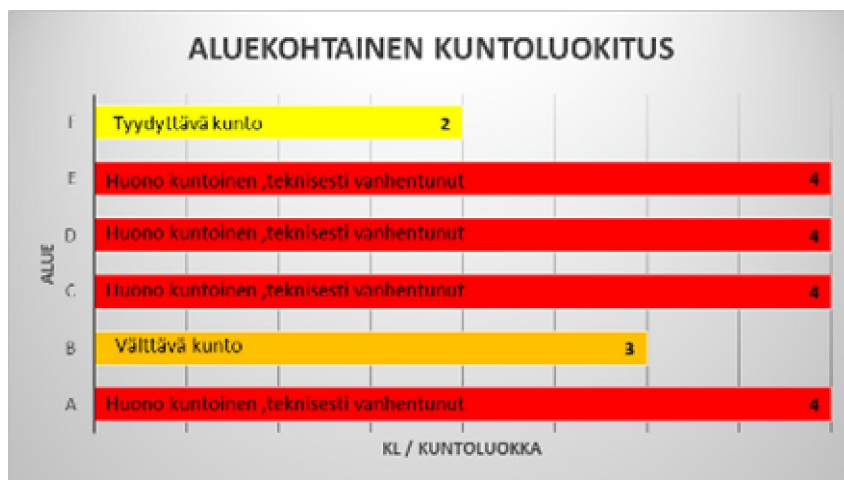 ALUEKOHTAINEN KUNTOLUOKITUS
F Tyydyttävä kunto 2
E Huono kuntoinen ,teknisesti vanhentunut 4
D Huono kuntoinen ,teknisesti vanhentunut 4
C Huono kuntoinen ,teknisesti vanhentunut 4
B Välttävä kunto 3
A Huono kuntoinen ,teknisesti vanhentunut 4
ALUE
KL / KUNTOLUOKKA